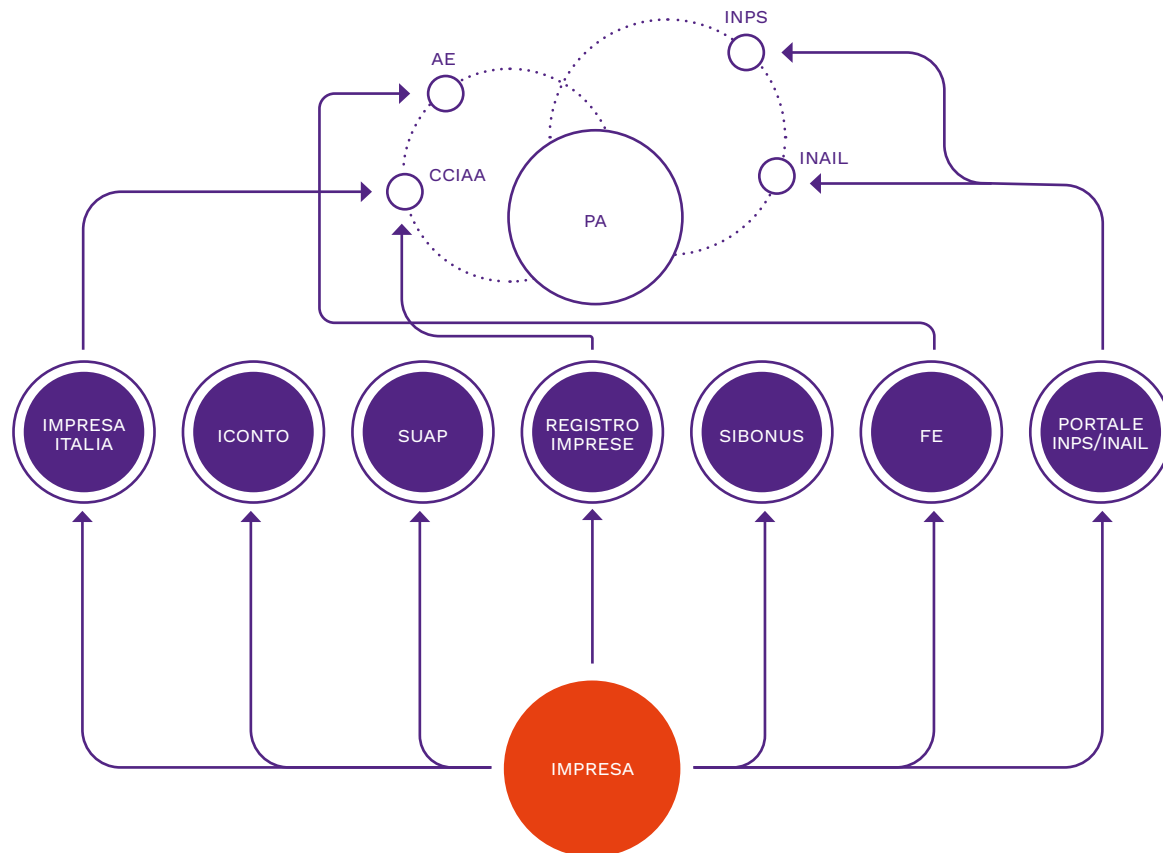 INPS
AE
INAIL
CCIAA
PA
IMPRESA
ITALIA
ICONTO
SUAP
REGISTRO
IMPRESE
SIBONUS
FE
PORTALE
INPS/INAIL
IMPRESA